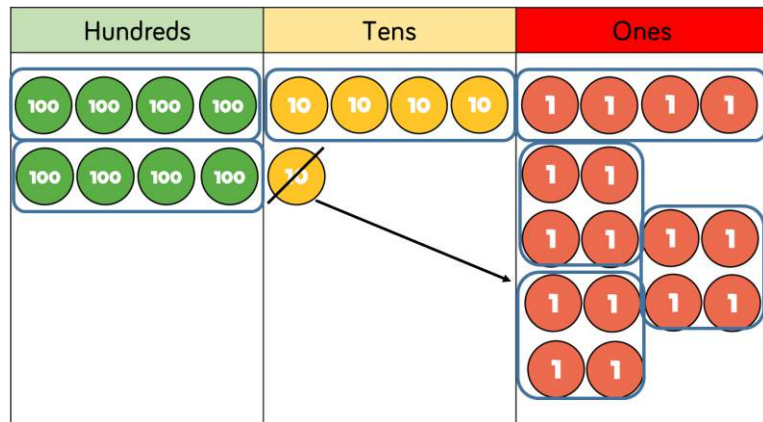 Hundreds Tens Ones
100 100 100 100 10 10 10 10 1 1 1 1
100 100 100 100 10 1 1
1 1 1 1
1 1 1 1
1 1